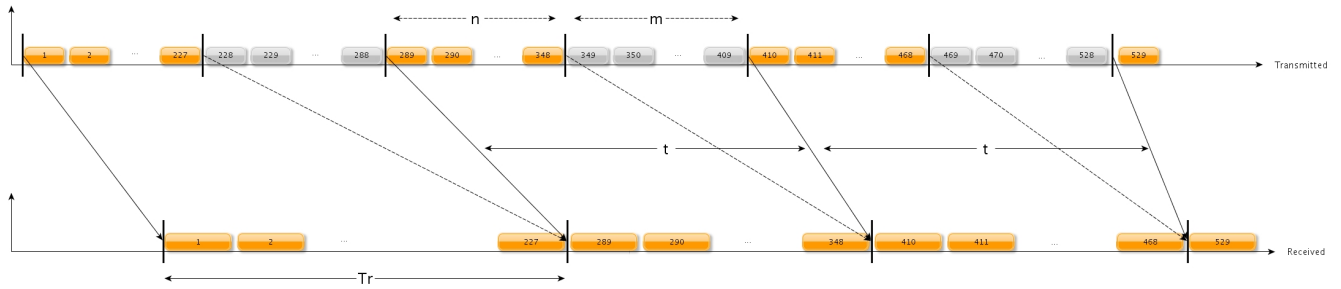 n m
1 2 ... 227 228 229 ... 288 289 290 ... 348 349 350 ... 409 410 411 ... 468 469 470 ... 528 529
Transmitted
t t
1 2 ... 227 289 290 ... 348 410 411 ... 468 529
Received
Tr